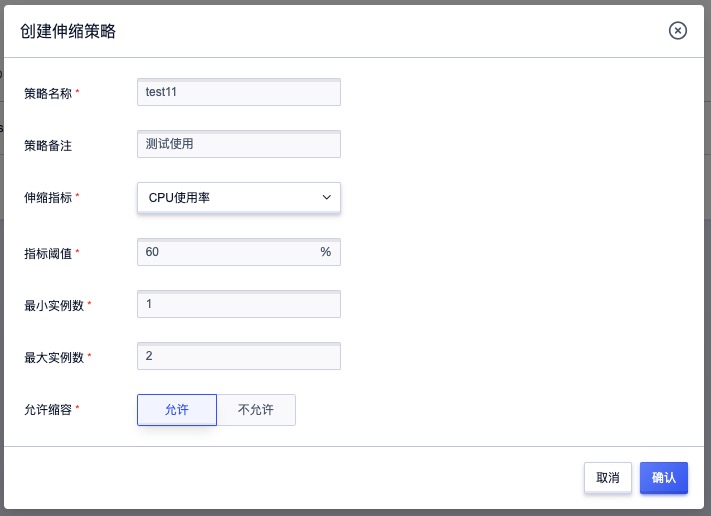 创建伸缩策略
策略名称 * test11
策略备注 测试使用
伸缩指标 * CPU使用率
指标阈值 * 60 %
最小实例数 * 1
最大实例数 * 2
允许缩容 * 允许 不允许
取消 确认